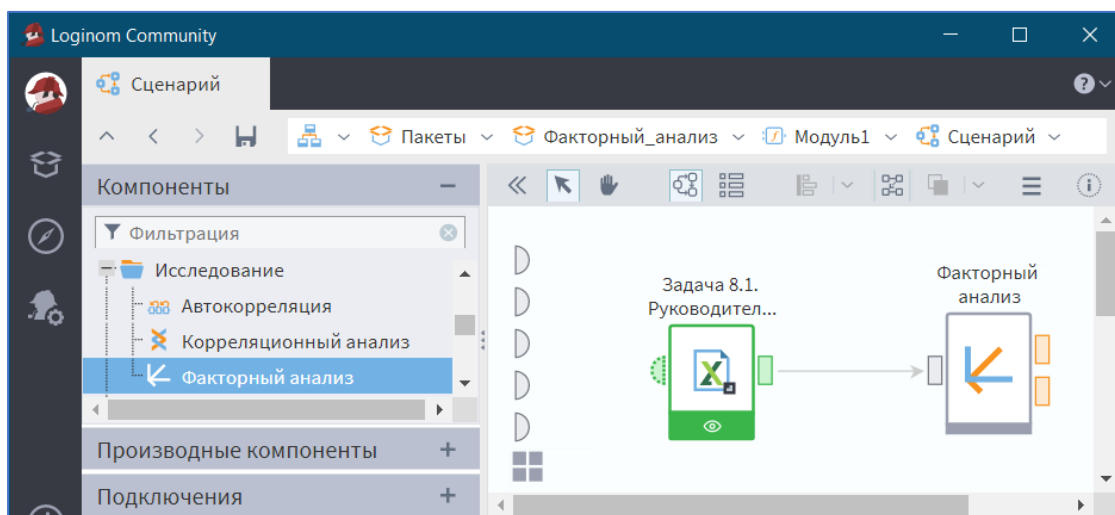 Loginom Community
Сценарий
Пакеты Факторный_анализ Модуль1 Сценарий
Компоненты
Фильтрация
Исследование
Автокорреляция
Корреляционный анализ
Факторный анализ
Производные компоненты
Подключения
Задача 8.1.
Руководител...
Факторный
анализ